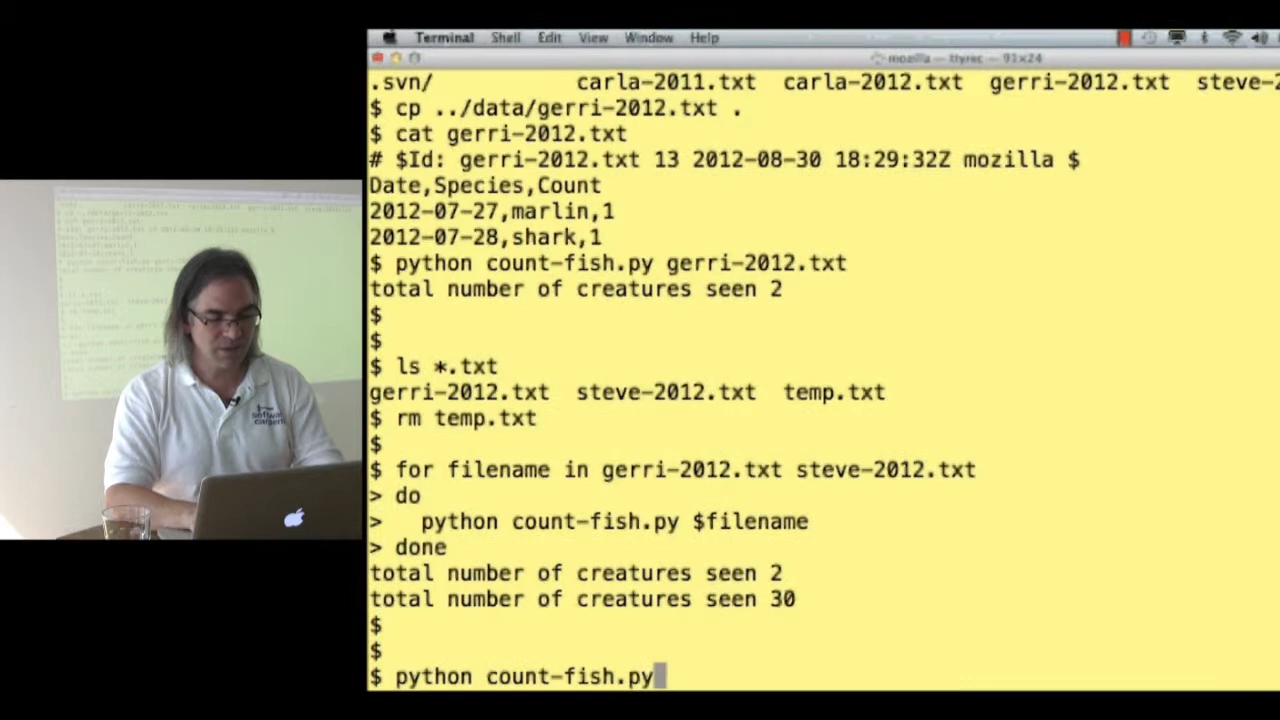 Terminal Shell Edit View Window Help
mozilla — ttyrec — 91×24
.svn/ carla-2011.txt carla-2012.txt gerri-2012.txt steve-2
$ cp ../data/gerri-2012.txt .
$ cat gerri-2012.txt
# $Id: gerri-2012.txt 13 2012-08-30 18:29:32Z mozilla $
Date,Species,Count
2012-07-27,marlin,1
2012-07-28,shark,1
$ python count-fish.py gerri-2012.txt
total number of creatures seen 2
$
$
$ ls *.txt
gerri-2012.txt steve-2012.txt temp.txt
$ rm temp.txt
$
$ for filename in gerri-2012.txt steve-2012.txt
> do
> python count-fish.py $filename
> done
total number of creatures seen 2
total number of creatures seen 30
$
$
$ python count-fish.py